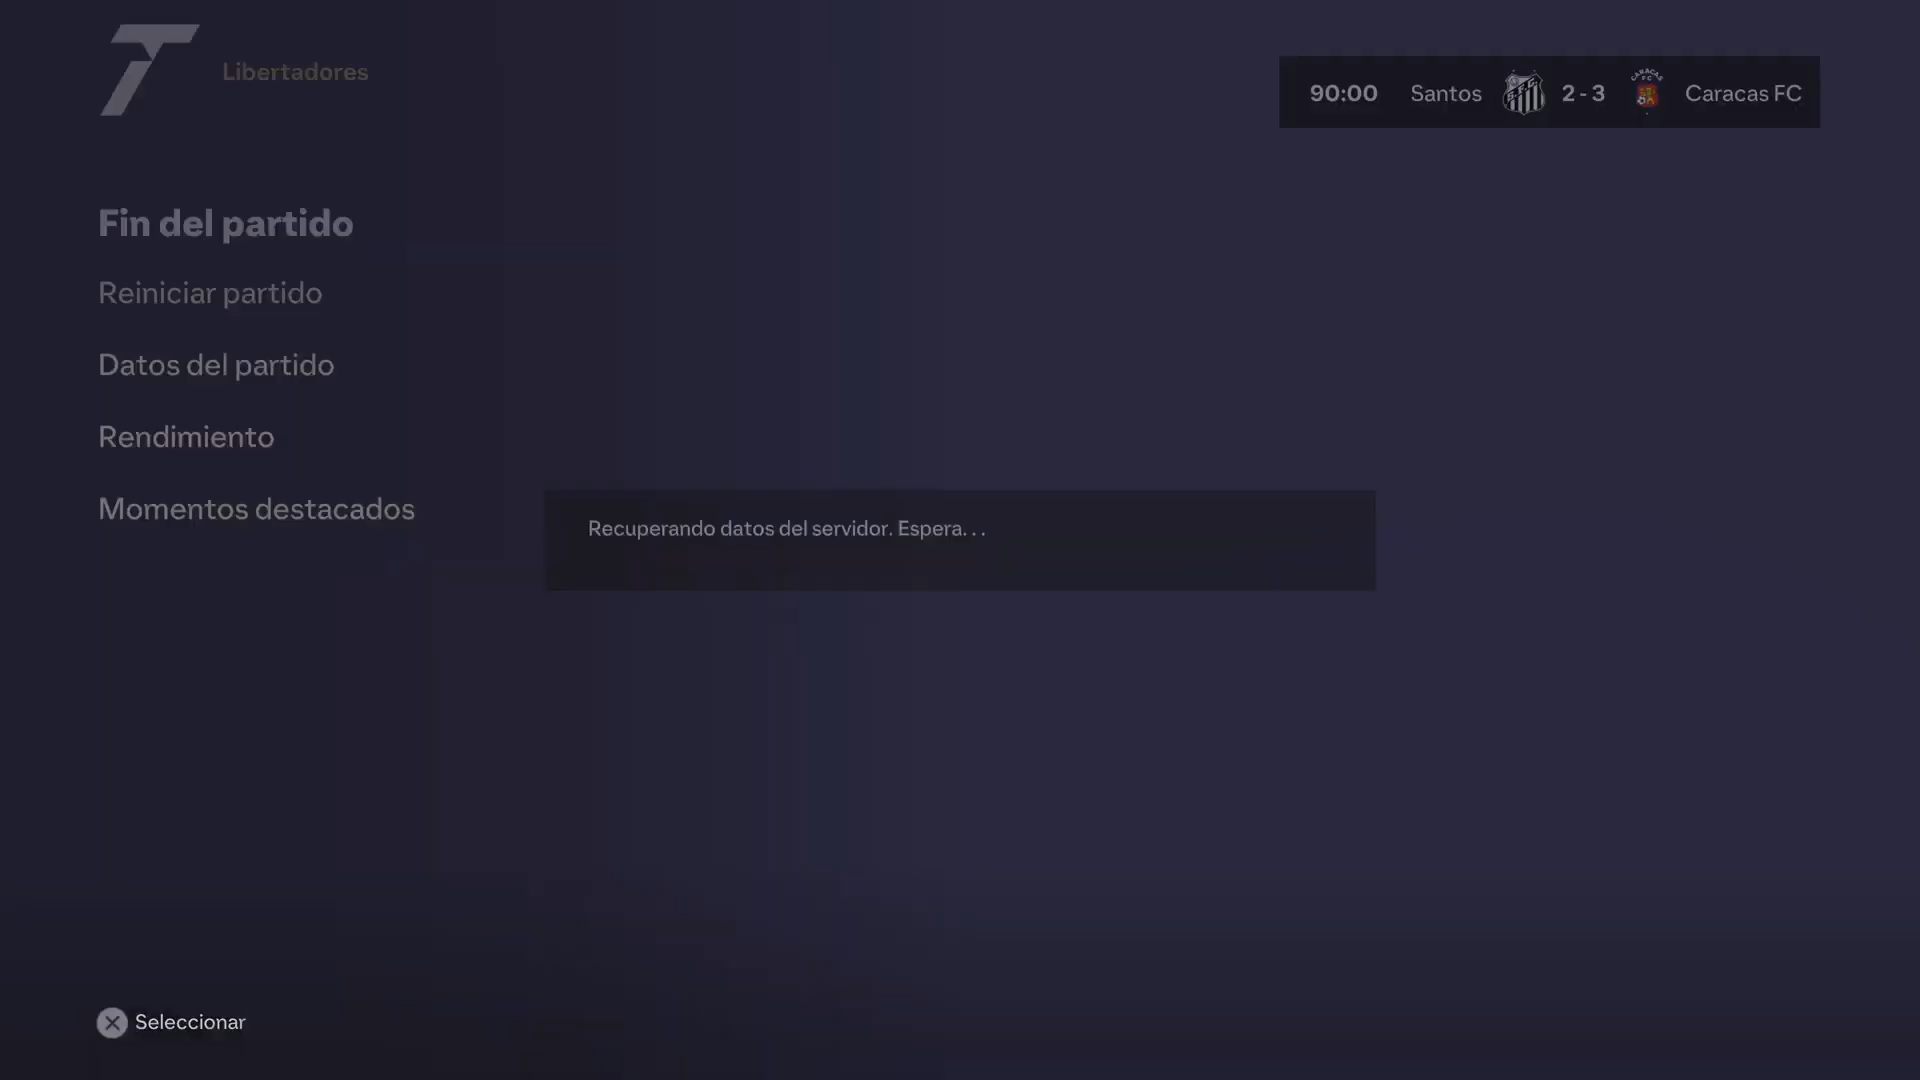 Libertadores
90:00 Santos 2 - 3 Caracas FC
Fin del partido
Reiniciar partido
Datos del partido
Rendimiento
Momentos destacados
Recuperando datos del servidor. Espera. . .
Seleccionar